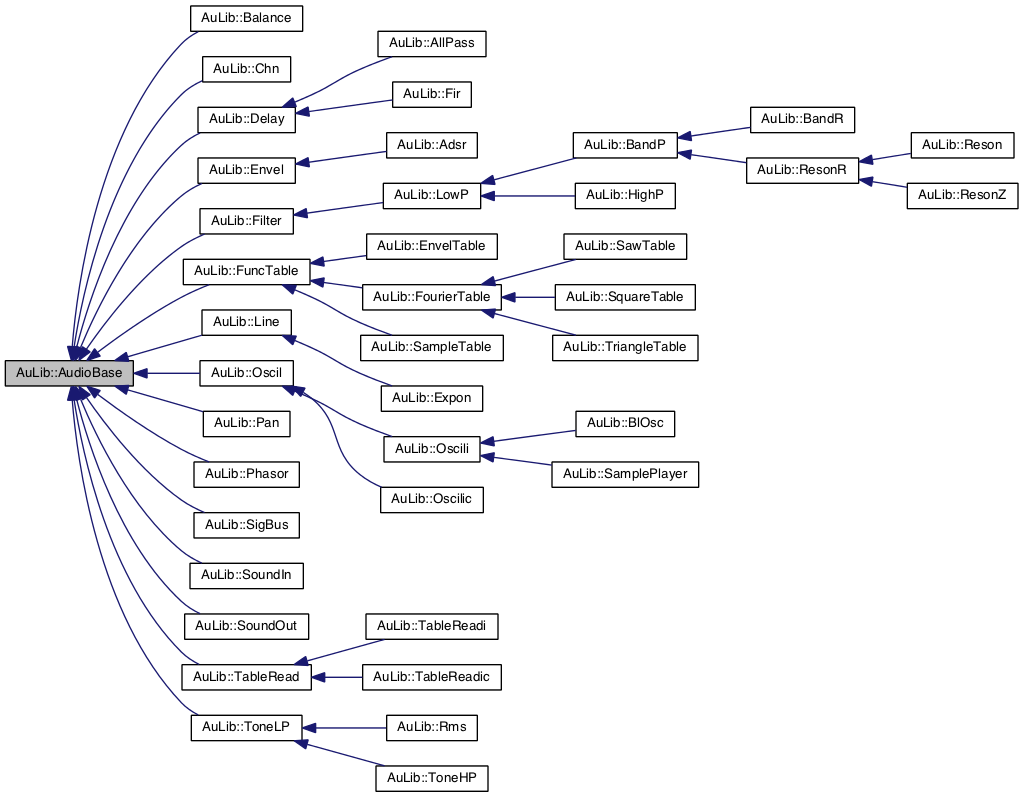 AuLib::AudioBase
AuLib::Balance
AuLib::Chn
AuLib::Delay
AuLib::AllPass
AuLib::Fir
AuLib::Envel
AuLib::Adsr
AuLib::Filter
AuLib::LowP
AuLib::BandP
AuLib::BandR
AuLib::ResonR
AuLib::Reson
AuLib::ResonZ
AuLib::HighP
AuLib::FuncTable
AuLib::EnvelTable
AuLib::FourierTable
AuLib::SawTable
AuLib::SquareTable
AuLib::TriangleTable
AuLib::SampleTable
AuLib::Line
AuLib::Expon
AuLib::Oscil
AuLib::Oscili
AuLib::BlOsc
AuLib::SamplePlayer
AuLib::Oscilic
AuLib::Pan
AuLib::Phasor
AuLib::SigBus
AuLib::SoundIn
AuLib::SoundOut
AuLib::TableRead
AuLib::TableReadi
AuLib::TableReadic
AuLib::ToneLP
AuLib::Rms
AuLib::ToneHP